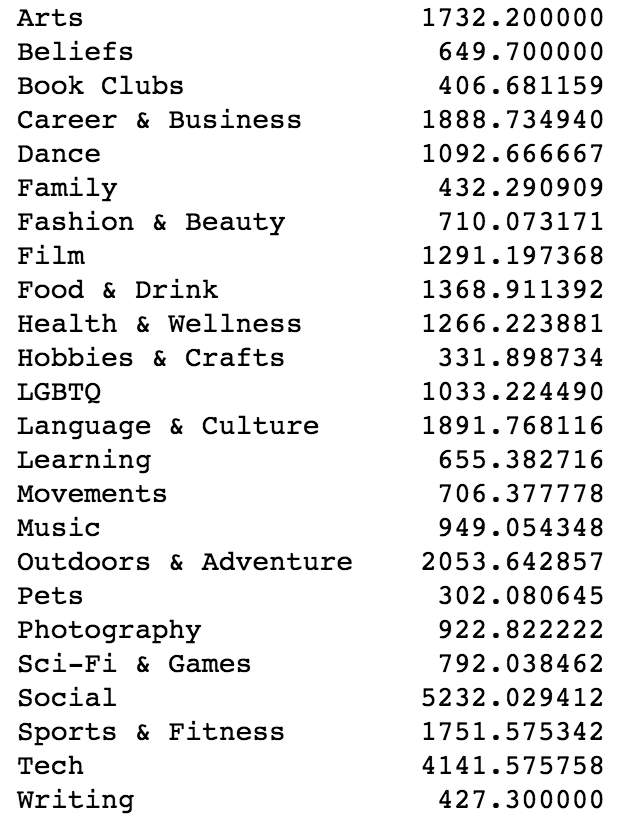 Arts 1732.200000
Beliefs 649.700000
Book Clubs 406.681159
Career & Business 1888.734940
Dance 1092.666667
Family 432.290909
Fashion & Beauty 710.073171
Film 1291.197368
Food & Drink 1368.911392
Health & Wellness 1266.223881
Hobbies & Crafts 331.898734
LGBTQ 1033.224490
Language & Culture 1891.768116
Learning 655.382716
Movements 706.377778
Music 949.054348
Outdoors & Adventure 2053.642857
Pets 302.080645
Photography 922.822222
Sci-Fi & Games 792.038462
Social 5232.029412
Sports & Fitness 1751.575342
Tech 4141.575758
Writing 427.300000